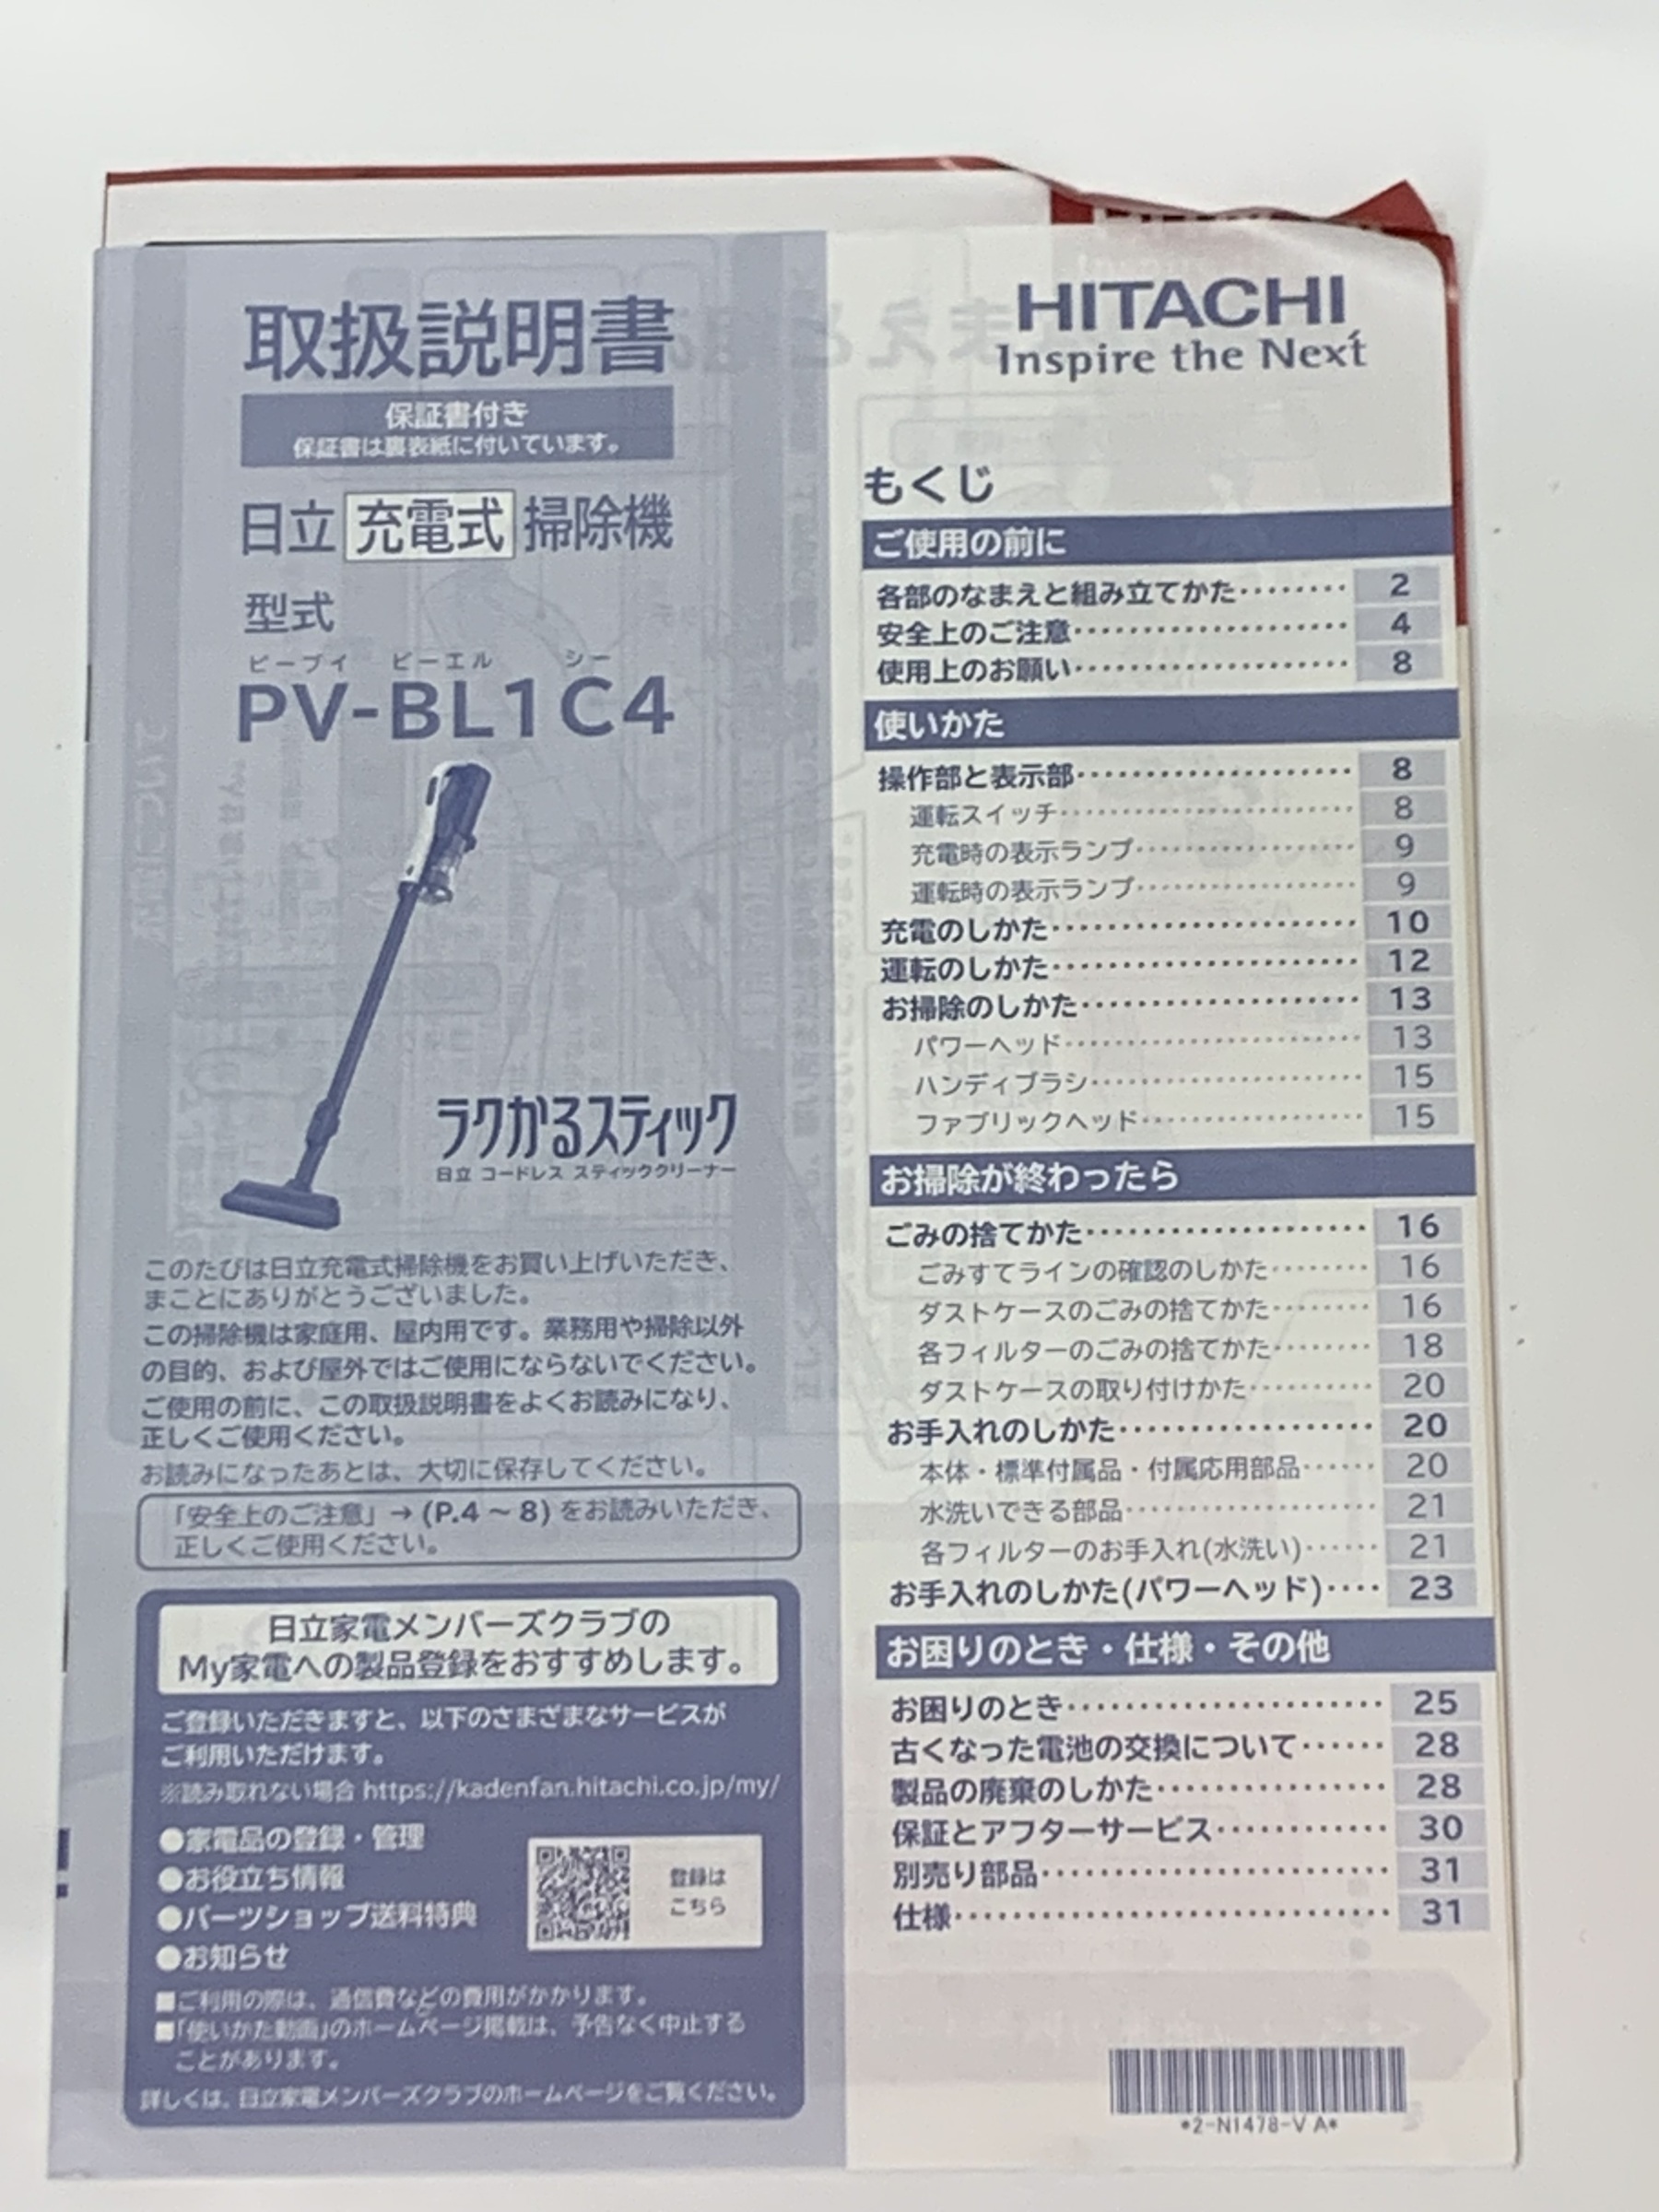 取扱説明書
保証書付き
保証書は裏表紙に付いています。
日立 充電式 掃除機
型式
ピーブイ ビーエル シー
PV-BL1C4
ラクかるスティック
日立 コードレス スティッククリーナー
このたびは日立充電式掃除機をお買い上げいただき、
まことにありがとうございました。
この掃除機は家庭用、屋内用です。業務用や掃除以外
の目的、および屋外ではご使用にならないでください。
ご使用の前に、この取扱説明書をよくお読みになり、
正しくご使用ください。
お読みになったあとは、大切に保存してください。
「安全上のご注意」→ (P.4 ~ 8) をお読みいただき、
正しくご使用ください。
日立家電メンバーズクラブの
My家電への製品登録をおすすめします。
ご登録いただきますと、以下のさまざまなサービスが
ご利用いただけます。
※読み取れない場合 https://kadenfan.hitachi.co.jp/my/
●家電品の登録・管理
●お役立ち情報
●パーツショップ送料特典
●お知らせ
登録は
こちら
■ご利用の際は、通信費などの費用がかかります。
■「使いかた動画」のホームページ掲載は、予告なく中止する
ことがあります。
詳しくは、日立家電メンバーズクラブのホームページをご覧ください。
HITACHI
Inspire the Next
もくじ
ご使用の前に
各部のなまえと組み立てかた‥‥‥‥ 2
安全上のご注意‥‥‥‥‥‥‥‥‥‥ 4
使用上のお願い‥‥‥‥‥‥‥‥‥‥ 8
使いかた
操作部と表示部‥‥‥‥‥‥‥‥‥‥ 8
運転スイッチ‥‥‥‥‥‥‥‥‥‥ 8
充電時の表示ランプ‥‥‥‥‥‥‥ 9
運転時の表示ランプ‥‥‥‥‥‥‥ 9
充電のしかた‥‥‥‥‥‥‥‥‥‥‥ 10
運転のしかた‥‥‥‥‥‥‥‥‥‥‥ 12
お掃除のしかた‥‥‥‥‥‥‥‥‥‥ 13
パワーヘッド‥‥‥‥‥‥‥‥‥‥ 13
ハンディブラシ‥‥‥‥‥‥‥‥‥ 15
ファブリックヘッド‥‥‥‥‥‥‥ 15
お掃除が終わったら
ごみの捨てかた‥‥‥‥‥‥‥‥‥‥ 16
ごみすてラインの確認のしかた‥‥‥ 16
ダストケースのごみの捨てかた‥‥‥ 16
各フィルターのごみの捨てかた‥‥‥ 18
ダストケースの取り付けかた‥‥‥‥ 20
お手入れのしかた‥‥‥‥‥‥‥‥‥ 20
本体・標準付属品・付属応用部品‥‥ 20
水洗いできる部品‥‥‥‥‥‥‥‥ 21
各フィルターのお手入れ(水洗い)‥‥ 21
お手入れのしかた(パワーヘッド)‥‥ 23
お困りのとき・仕様・その他
お困りのとき‥‥‥‥‥‥‥‥‥‥‥ 25
古くなった電池の交換について‥‥‥ 28
製品の廃棄のしかた‥‥‥‥‥‥‥‥ 28
保証とアフターサービス‥‥‥‥‥‥ 30
別売り部品‥‥‥‥‥‥‥‥‥‥‥‥ 31
仕様‥‥‥‥‥‥‥‥‥‥‥‥‥‥‥ 31
*2-N1478-V A*